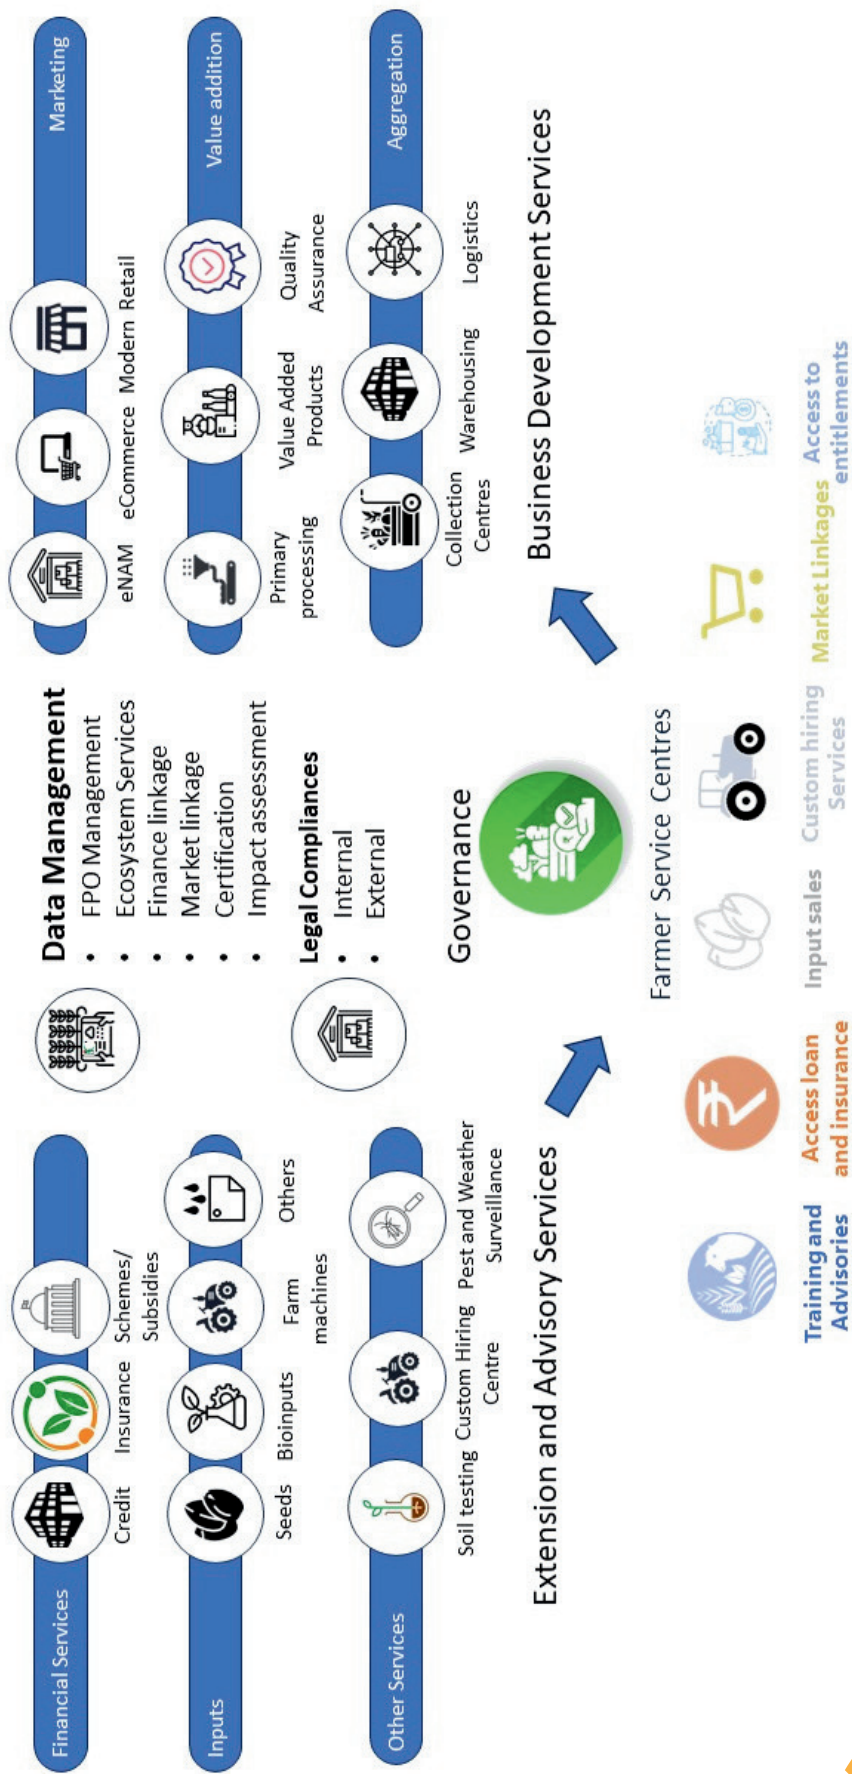 Financial Services
Credit
Insurance
Schemes/
Subsidies
Inputs
Seeds
Bioinputs
Farm
machines
Others
Other Services
Soil testing
Custom Hiring
Centre
Pest and Weather
Surveillance
Extension and Advisory Services
Data Management
• FPO Management
• Ecosystem Services
• Finance linkage
• Market linkage
• Certification
• Impact assessment
Legal Compliances
• Internal
• External
Governance
Marketing
eNAM
eCommerce
Modern Retail
Value addition
Primary
processing
Value Added
Products
Quality
Assurance
Aggregation
Collection
Centres
Warehousing
Logistics
Business Development Services
Farmer Service Centres
Training and
Advisories
Access loan
and insurance
Input sales
Custom hiring
Services
Market Linkages
Access to
entitlements